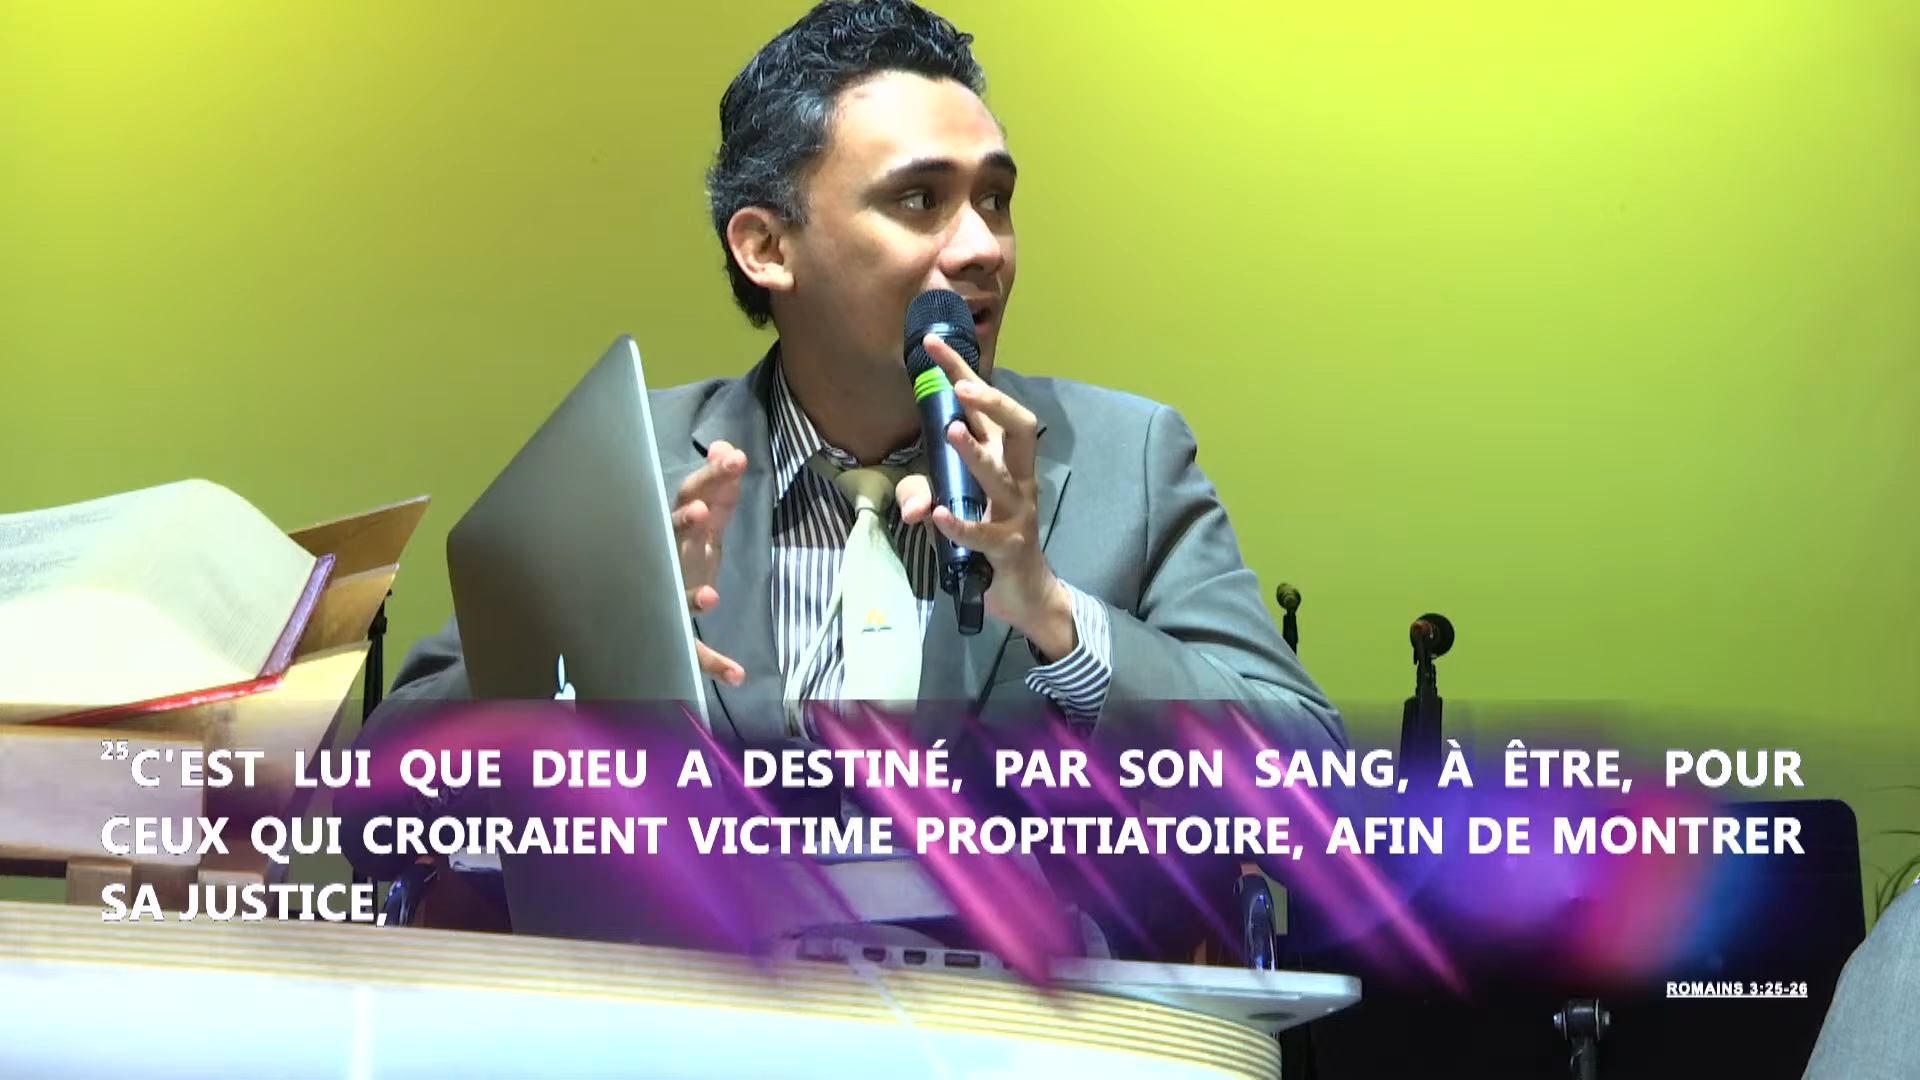 25C'EST LUI QUE DIEU A DESTINÉ, PAR SON SANG, À ÊTRE, POUR
CEUX QUI CROIRAIENT VICTIME PROPITIATOIRE, AFIN DE MONTRER
SA JUSTICE,
ROMAINS 3:25-26